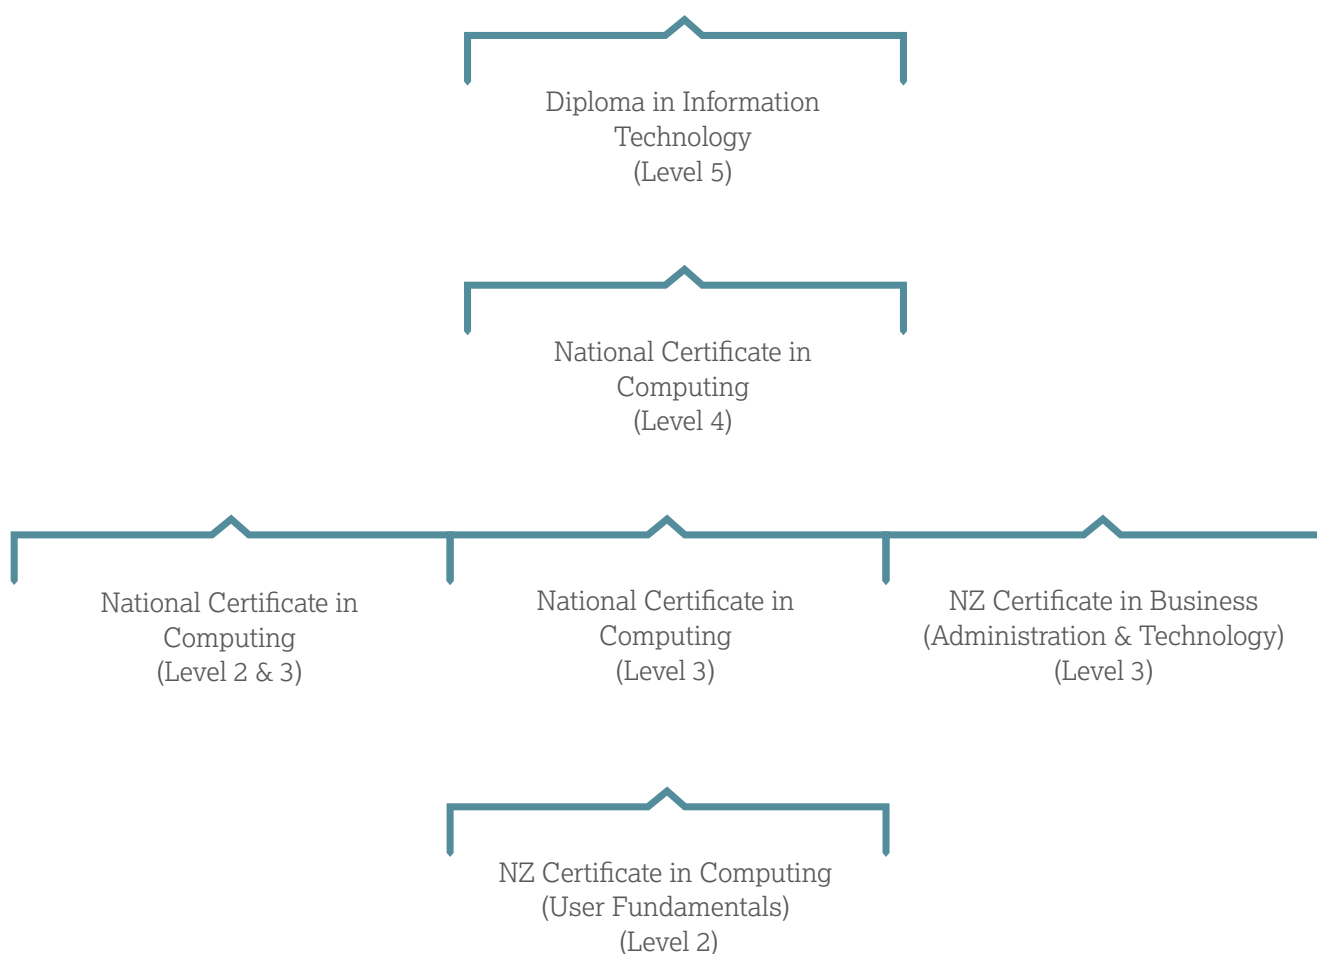 Diploma in Information
Technology
(Level 5)
National Certificate in
Computing
(Level 4)
National Certificate in
Computing
(Level 2 & 3)
National Certificate in
Computing
(Level 3)
NZ Certificate in Business
(Administration & Technology)
(Level 3)
NZ Certificate in Computing
(User Fundamentals)
(Level 2)